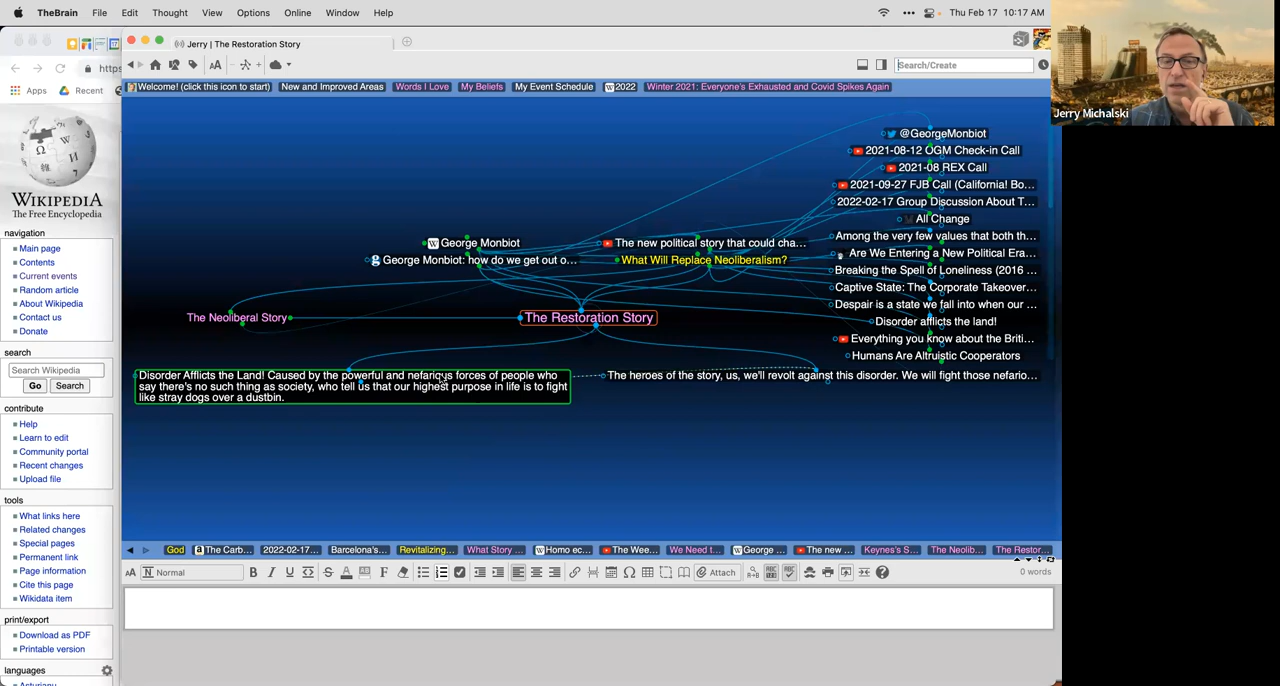 TheBrain File Edit Thought View Options Online Window Help
Thu Feb 17 10:17 AM
Jerry | The Restoration Story
https
Apps Recent
AA
Search/Create
Welcome! (click this icon to start) New and Improved Areas Words I Love My Beliefs My Event Schedule 2022 Winter 2021: Everyone's Exhausted and Covid Spikes Again
Jerry Michalski
WIKIPEDIA
The Free Encyclopedia
navigation
Main page
Contents
Current events
Random article
About Wikipedia
Contact us
Donate
search
Search Wikipedia
Go Search
contribute
Help
Learn to edit
Community portal
Recent changes
Upload file
tools
What links here
Related changes
Special pages
Permanent link
Page information
Cite this page
Wikidata item
print/export
Download as PDF
Printable version
languages
Asturianu
@GeorgeMonbiot
2021-08-12 OGM Check-in Call
2021-08 REX Call
2021-09-27 FJB Call (California! Bo...
2022-02-17 Group Discussion About T...
All Change
Among the very few values that both th...
Are We Entering a New Political Era...
Breaking the Spell of Loneliness (2016 ...
Captive State: The Corporate Takeover...
Despair is a state we fall into when our ...
Disorder afflicts the land!
Everything you know about the Briti...
Humans Are Altruistic Cooperators
George Monbiot
The new political story that could cha...
George Monbiot: how do we get out o...
What Will Replace Neoliberalism?
The Neoliberal Story
The Restoration Story
Disorder Afflicts the Land! Caused by the powerful and nefarious forces of people who
say there's no such thing as society, who tell us that our highest purpose in life is to fight
like stray dogs over a dustbin.
The heroes of the story, us, we'll revolt against this disorder. We will fight those nefario...
God The Carb... 2022-02-17... Barcelona's... Revitalizing... What Story ... Homo ec... The Wee... We Need t... George ... The new ... Keynes's S... The Neolib... The Restor...
AA Normal B I U S A F Attach 0 words